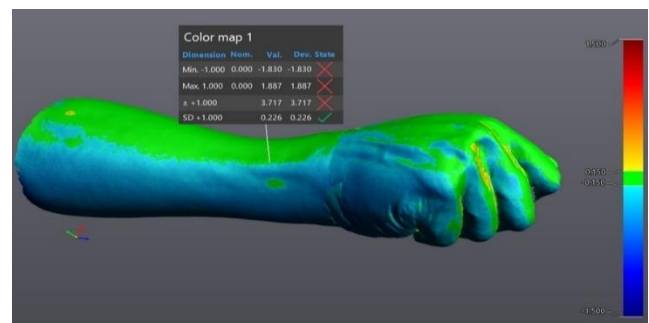 Color map 1
Dimension Nom. Val. Dev. State
Min. -1.000 0.000 -1.830 -1.830
Max. 1.000 0.000 1.887 1.887
± +1.000 3.717 3.717
SD +1.000 0.226 0.226
1.500
0.150
-0.150
-1.500